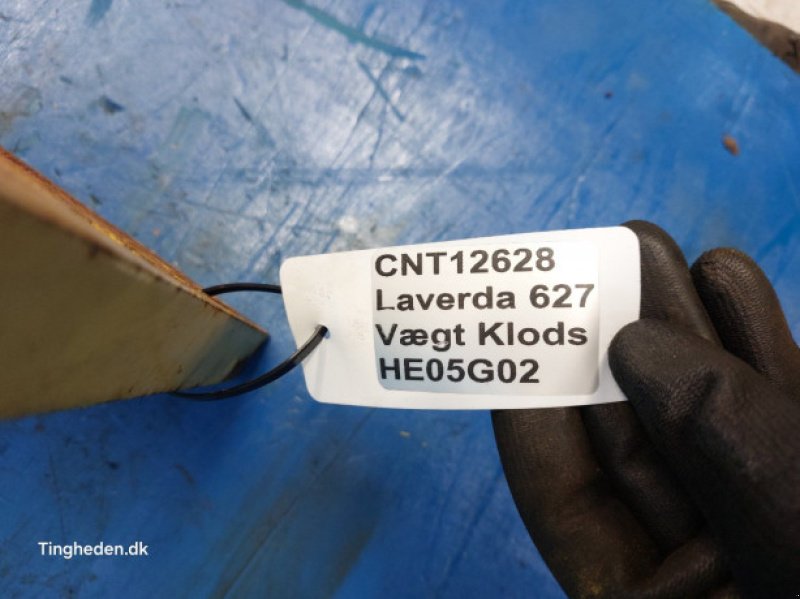 CNT12628
Laverda 627
Vægt Klods
HE05G02
Tingheden.dk